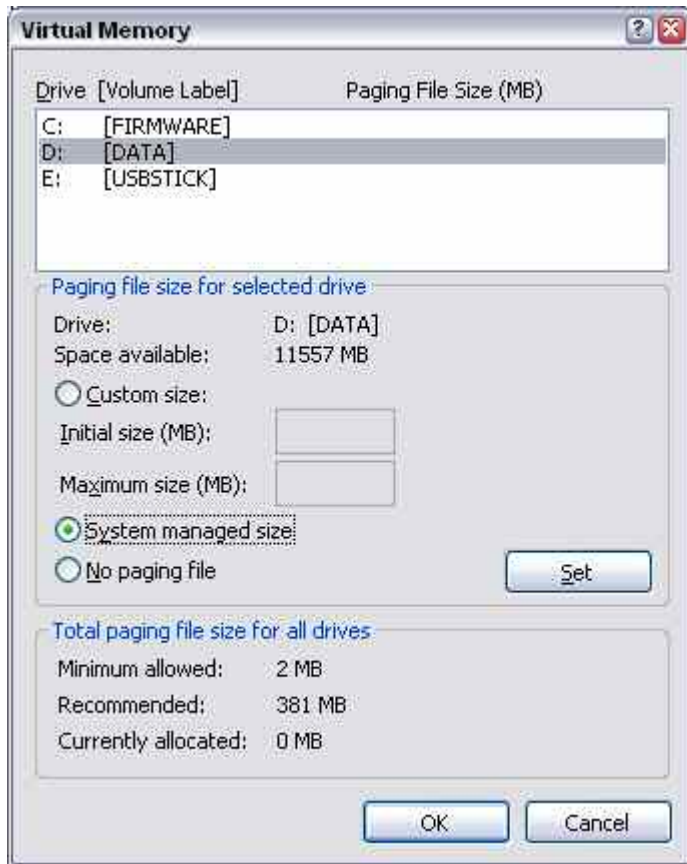 Virtual Memory
Drive [Volume Label] Paging File Size (MB)
C: [FIRMWARE]
D: [DATA]
E: [USBSTICK]
Paging file size for selected drive
Drive: D: [DATA]
Space available: 11557 MB
Custom size:
Initial size (MB):
Maximum size (MB):
System managed size
No paging file
Set
Total paging file size for all drives
Minimum allowed: 2 MB
Recommended: 381 MB
Currently allocated: 0 MB
OK Cancel